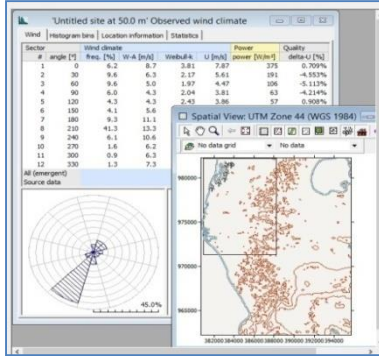 'Untitled site at 50.0 m' Observed wind climate
Wind Histogram bins Location information Statistics
Sector Wind climate Power Quality
# angle [°] freq. [%] W-A [m/s] Weibull-k U [m/s] power [W/m²] delta-U [%]
1 0 6.2 8.7 3.81 7.87 375 0.709%
2 30 9.6 6.3 2.17 5.61 191 -4.553%
3 60 9.6 5.0 1.97 4.47 106 -5.113%
4 90 6.0 4.3 2.04 3.81 63 -4.214%
5 120 4.3 4.3 2.43 3.86 57 0.908%
6 150 4.1 5.6
7 180 9.3 11.1
8 210 41.3 13.3
9 240 6.1 10.6
10 270 1.6 6.2
11 300 0.9 6.3
12 330 1.3 7.3
All (emergent)
Source data
45.0%
Spatial View: UTM Zone 44 (WGS 1984)
No data grid No data
980000
975000
970000
965000
382000 384000 386000 388000 390000 392000 394000